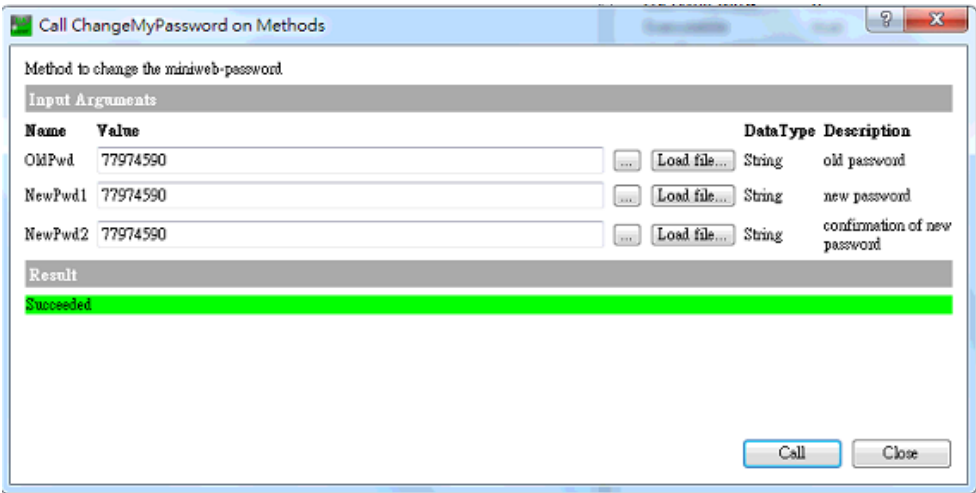 Call ChangeMyPassword on Methods
Method to change the miniweb-password
Input Arguments
Name Value DataType Description
OldPwd 77974590 ... Load file... String old password
NewPwd1 77974590 ... Load file... String new password
NewPwd2 77974590 ... Load file... String confirmation of new password
Result
Succeeded
Call Close